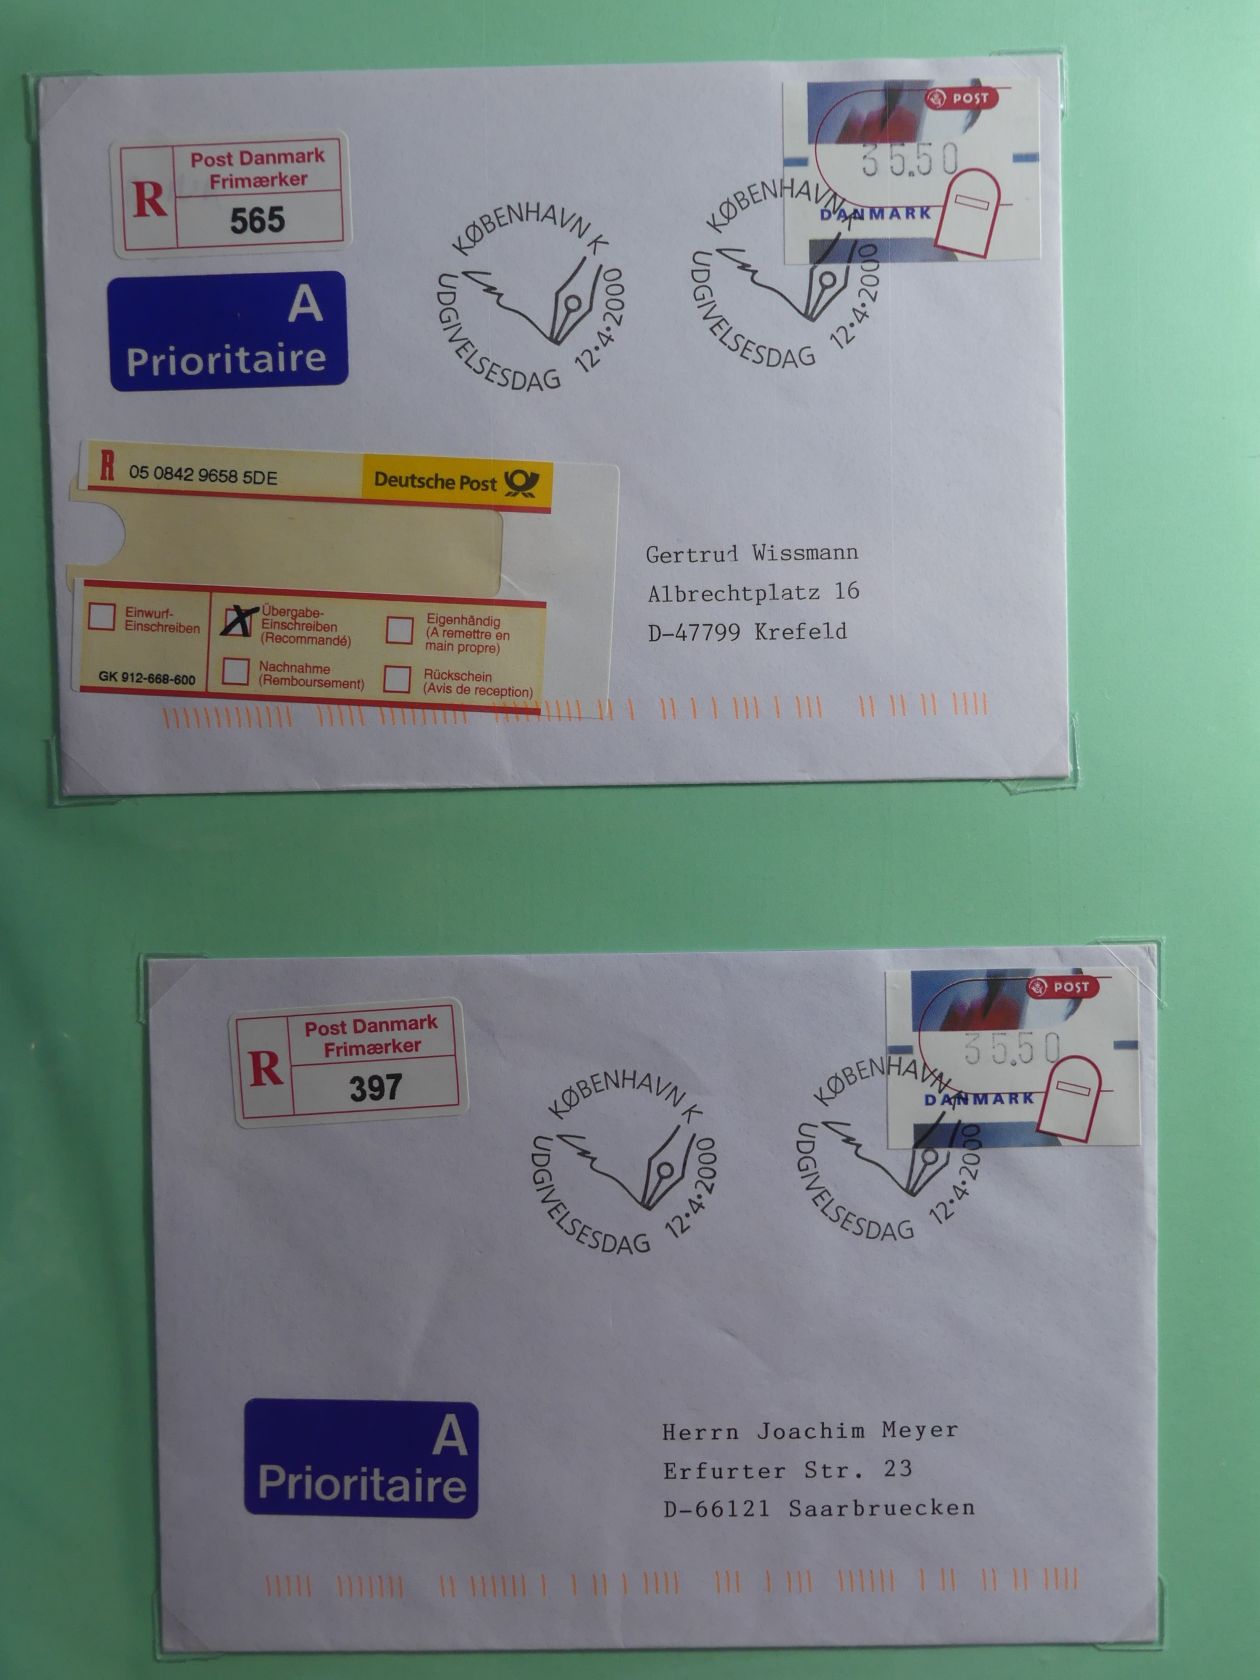 R
Post Danmark
Frimærker
565
A
Prioritaire
KØBENHAVN K
UDGIVELSESDAG 12•4•2000
KØBENHAVN K
UDGIVELSESDAG 12•4•2000
POST
35.50
DANMARK
R 05 0842 9658 5DE
Deutsche Post
Einwurf-
Einschreiben
Übergabe-
Einschreiben
(Recommandé)
Eigenhändig
(A remettre en
main propre)
GK 912-668-600
Nachnahme
(Remboursement)
Rückschein
(Avis de reception)
Gertrud Wissmann
Albrechtplatz 16
D-47799 Krefeld
R
Post Danmark
Frimærker
397
KØBENHAVN K
UDGIVELSESDAG 12•4•2000
KØBENHAVN K
UDGIVELSESDAG 12•4•2000
POST
35.50
DANMARK
A
Prioritaire
Herrn Joachim Meyer
Erfurter Str. 23
D-66121 Saarbruecken